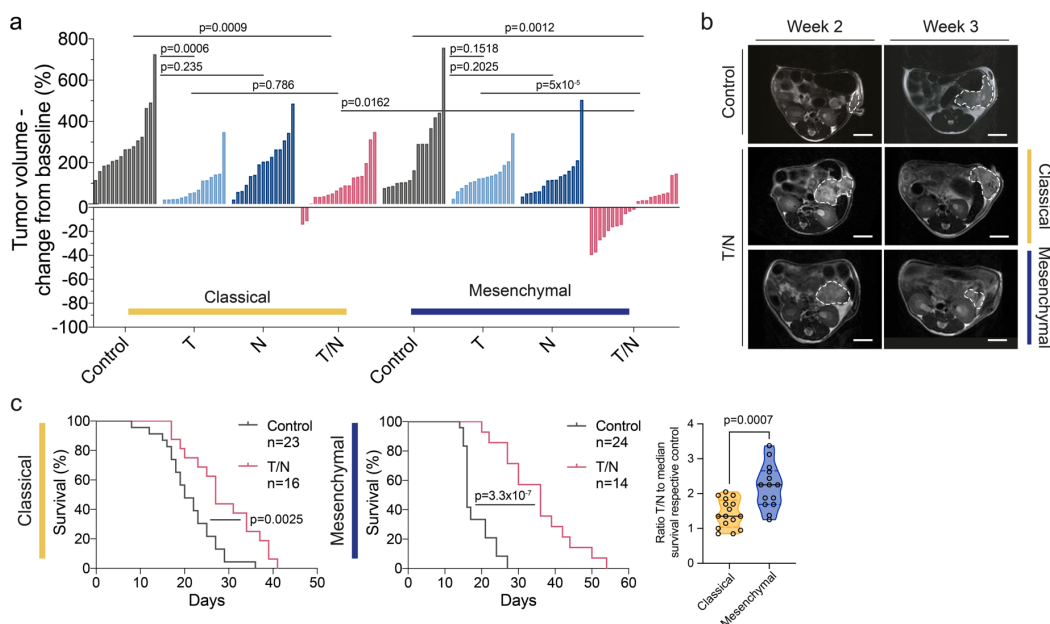 a
Tumor volume -
change from baseline (%)
800
600
400
200
0
-20
-40
-60
-80
-100
p=0.0009
p=0.0006
p=0.235
p=0.786
p=0.0162
p=0.0012
p=0.1518
p=0.2025
p=5x10⁻⁵
Classical
Mesenchymal
Control
T
N
T/N
Control
T
N
T/N
b
Week 2
Week 3
Control
T/N
Classical
Mesenchymal
c
Classical
Survival (%)
100
80
60
40
20
0
Control
n=23
T/N
n=16
p=0.0025
0 10 20 30 40 50
Days
Mesenchymal
Survival (%)
100
80
60
40
20
0
Control
n=24
T/N
n=14
p=3.3x10⁻⁷
0 10 20 30 40 50 60
Days
Ratio T/N to median
survival respective control
4
3
2
1
0
p=0.0007
Classical
Mesenchymal